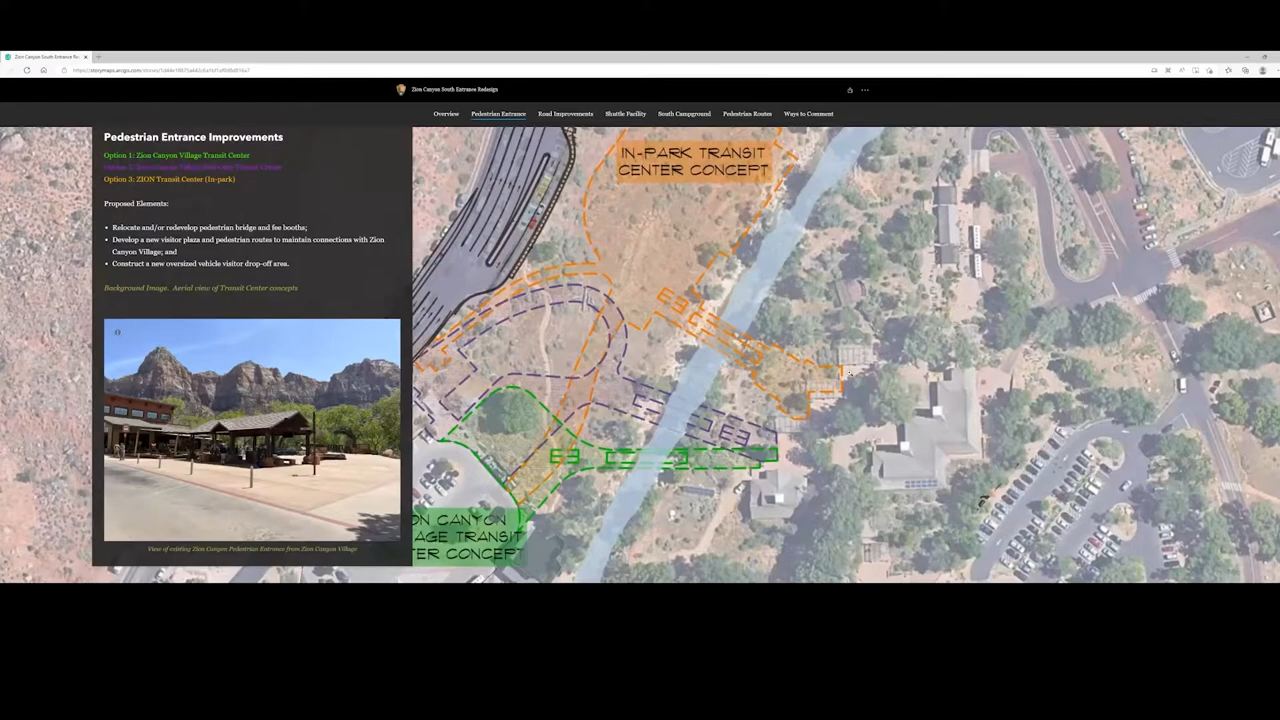 Zion Canyon South Entrance Re
Zion Canyon South Entrance Redesign
Overview
Pedestrian Entrance
Road Improvements
Shuttle Facility
South Campground
Pedestrian Routes
Ways to Comment
Pedestrian Entrance Improvements
Option 1: Zion Canyon Village Transit Center
Option 3: ZION Transit Center (In-park)
Proposed Elements:
Relocate and/or redevelop pedestrian bridge and fee booths;
Develop a new visitor plaza and pedestrian routes to maintain connections with Zion
Canyon Village; and
Construct a new oversized vehicle visitor drop-off area.
Background Image. Aerial view of Transit Center concepts
View of existing Zion Canyon Pedestrian Entrance from Zion Canyon Village
IN-PARK TRANSIT
CENTER CONCEPT
ON CANYON
AGE TRANSIT
TER CONCEPT